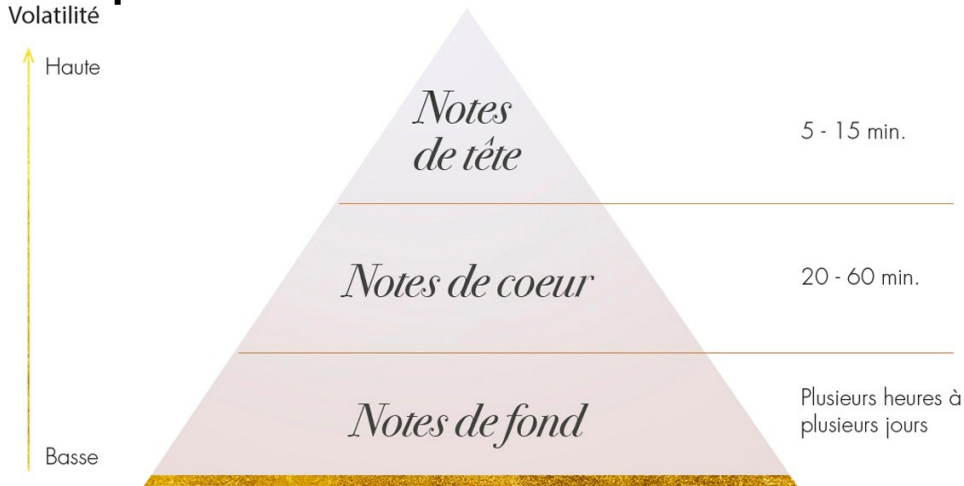 Volatilité
Haute
Notes
de tête
5 - 15 min.
Notes de coeur
20 - 60 min.
Notes de fond
Plusieurs heures à
plusieurs jours
Basse